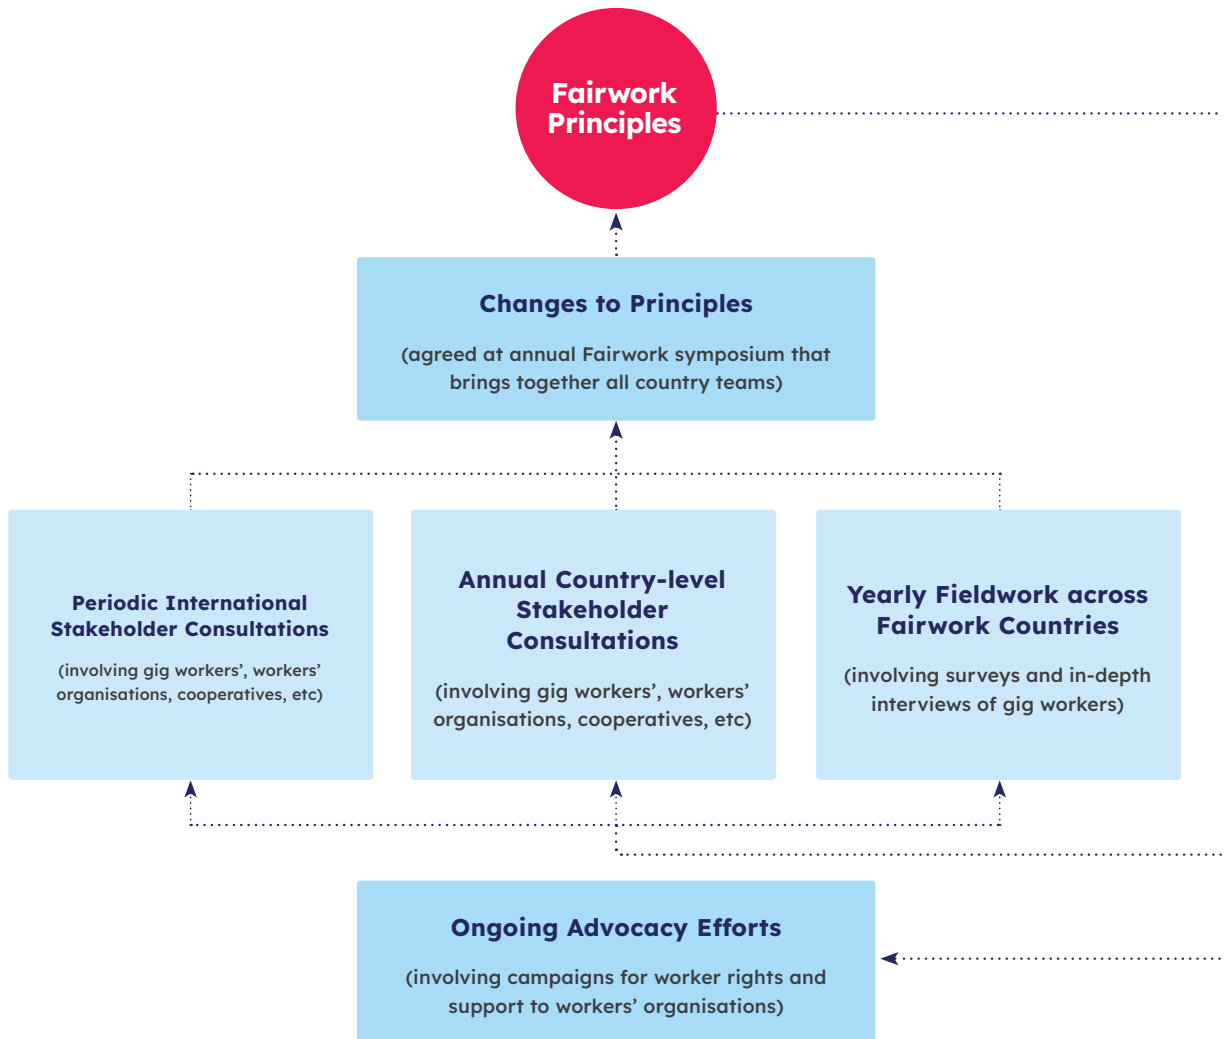 Fairwork
Principles
Changes to Principles
(agreed at annual Fairwork symposium that
brings together all country teams)
Periodic International
Stakeholder Consultations
(involving gig workers’, workers’
organisations, cooperatives, etc)
Annual Country-level
Stakeholder
Consultations
(involving gig workers’, workers’
organisations, cooperatives, etc)
Yearly Fieldwork across
Fairwork Countries
(involving surveys and in-depth
interviews of gig workers)
Ongoing Advocacy Efforts
(involving campaigns for worker rights and
support to workers’ organisations)